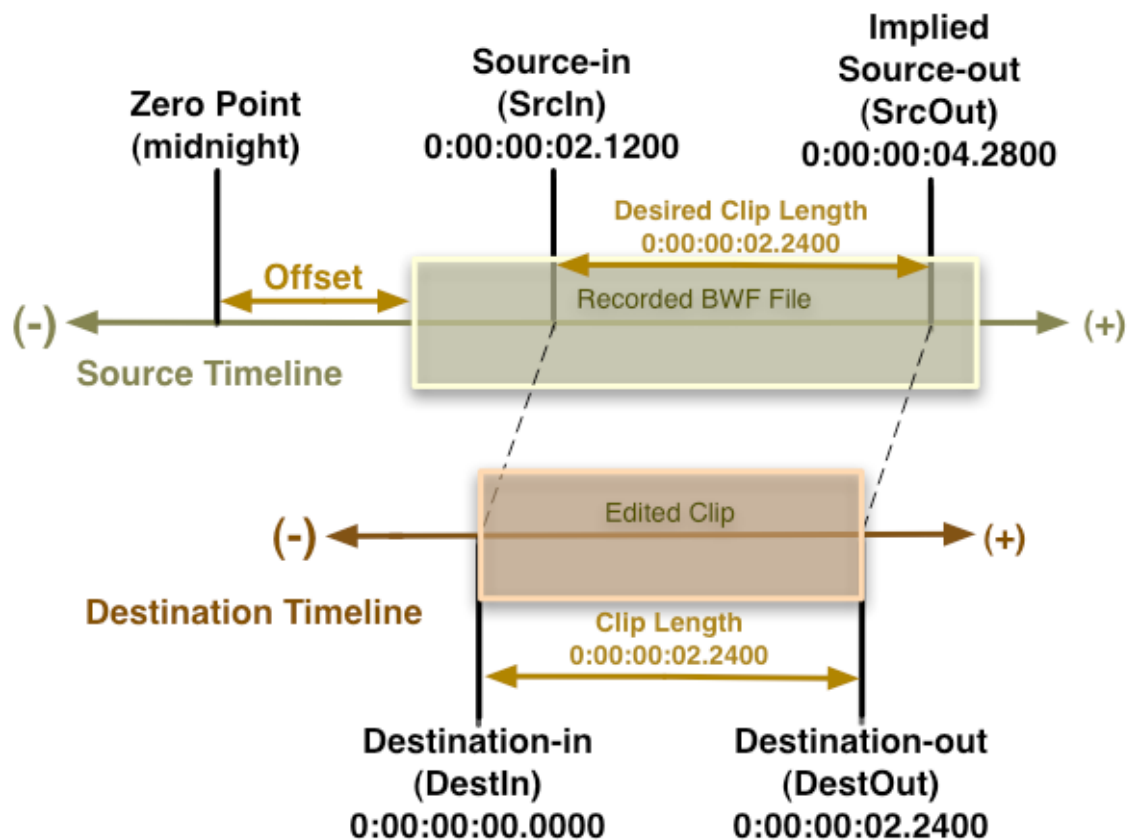 Zero Point
(midnight)
Source-in
(SrcIn)
0:00:00:02.1200
Implied
Source-out
(SrcOut)
0:00:00:04.2800
Desired Clip Length
0:00:00:02.2400
Offset
Recorded BWF File
(-)
(+)
Source Timeline
Edited Clip
(-)
(+)
Destination Timeline
Clip Length
0:00:00:02.2400
Destination-in
(DestIn)
0:00:00:00.0000
Destination-out
(DestOut)
0:00:00:02.2400